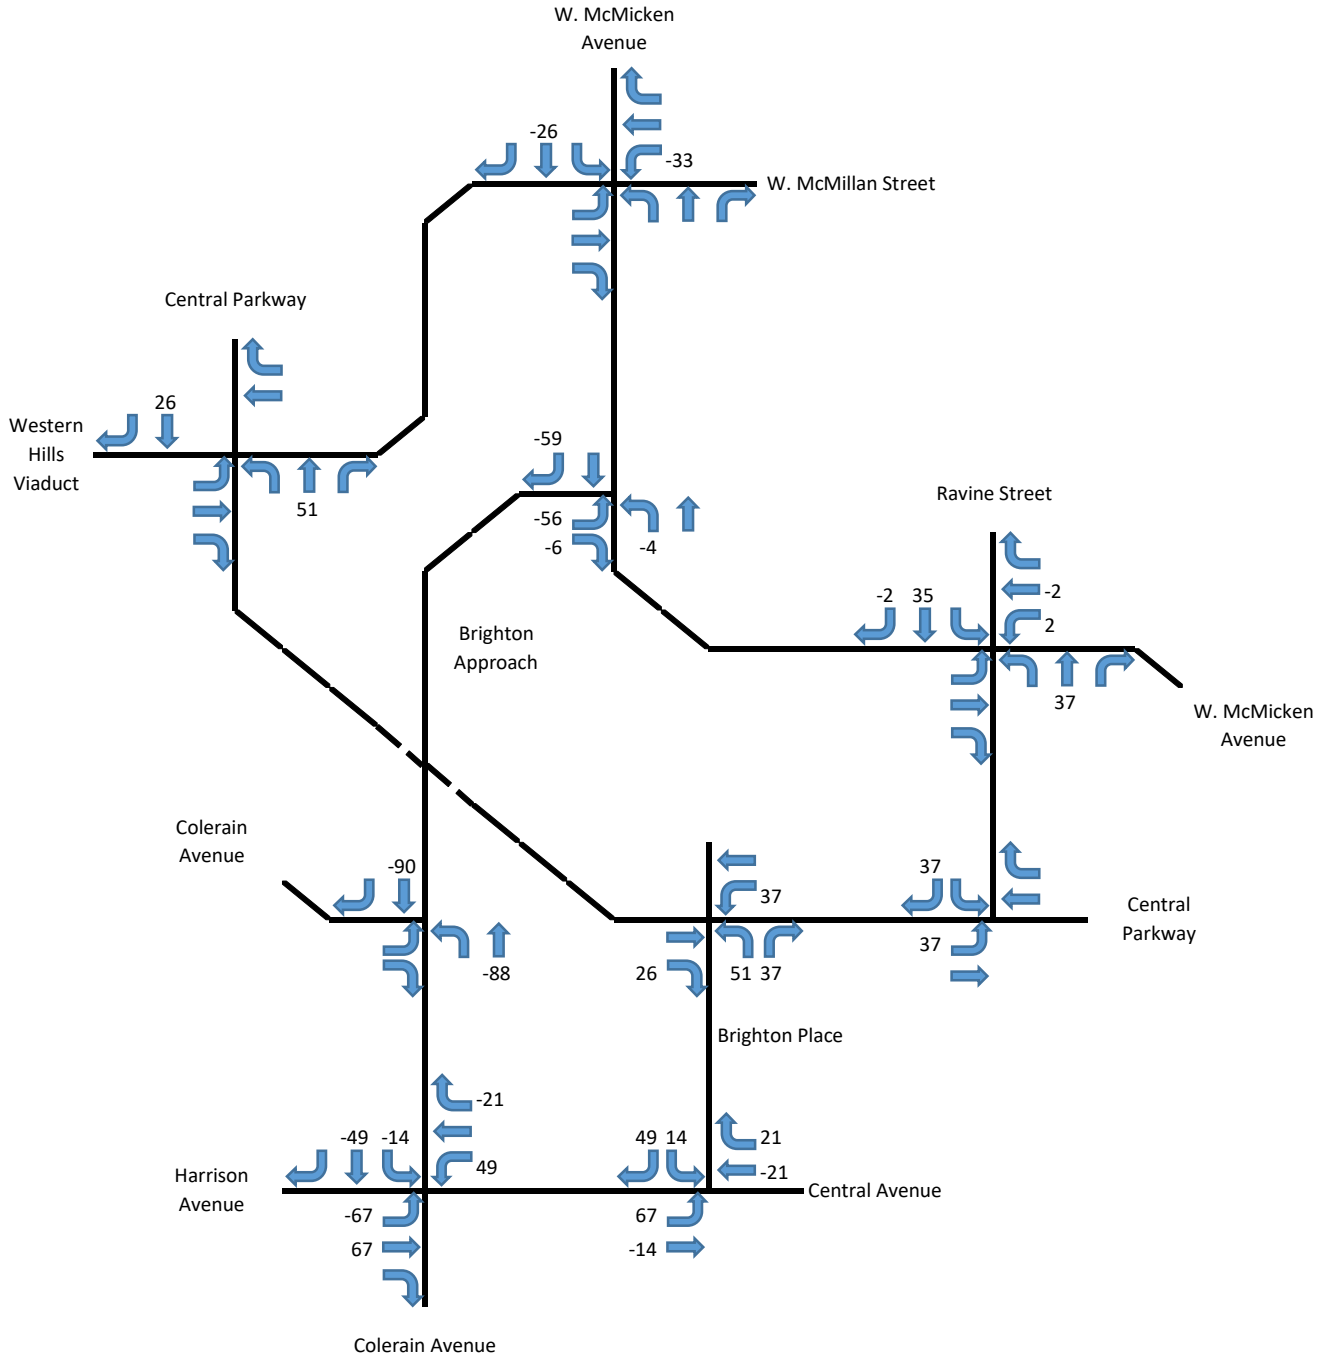 W. McMicken
Avenue
-26
-33
W. McMillan Street
Central Parkway
26
Western
Hills
Viaduct
51
-59
-56
-6
-4
Ravine Street
-2 35
-2
2
37
Brighton
Approach
W. McMicken
Avenue
Colerain
Avenue
-90
-88
37
26
51 37
37
37
Central
Parkway
Brighton Place
-21
-49 -14
49
49 14
21
-21
Harrison
Avenue
Central Avenue
-67
67
67
-14
Colerain Avenue